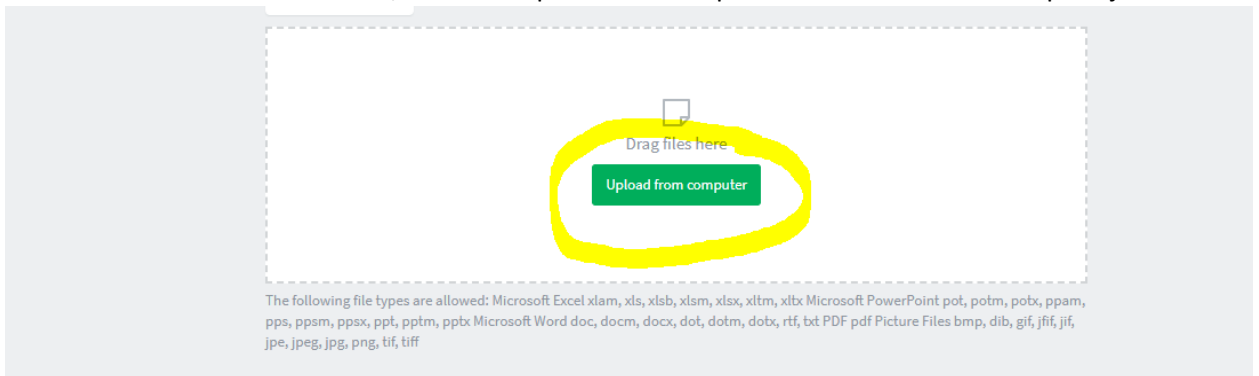 Drag files here
Upload from computer
The following file types are allowed: Microsoft Excel xlam, xls, xlsb, xlsm, xlsx, xltm, xltx Microsoft PowerPoint pot, potm, potx, ppam,
pps, ppsm, ppsx, ppt, pptm, pptx Microsoft Word doc, docm, docx, dot, dotm, dotx, rtf, txt PDF pdf Picture Files bmp, dib, gif, jfif, jif,
jpe, jpeg, jpg, png, tif, tiff